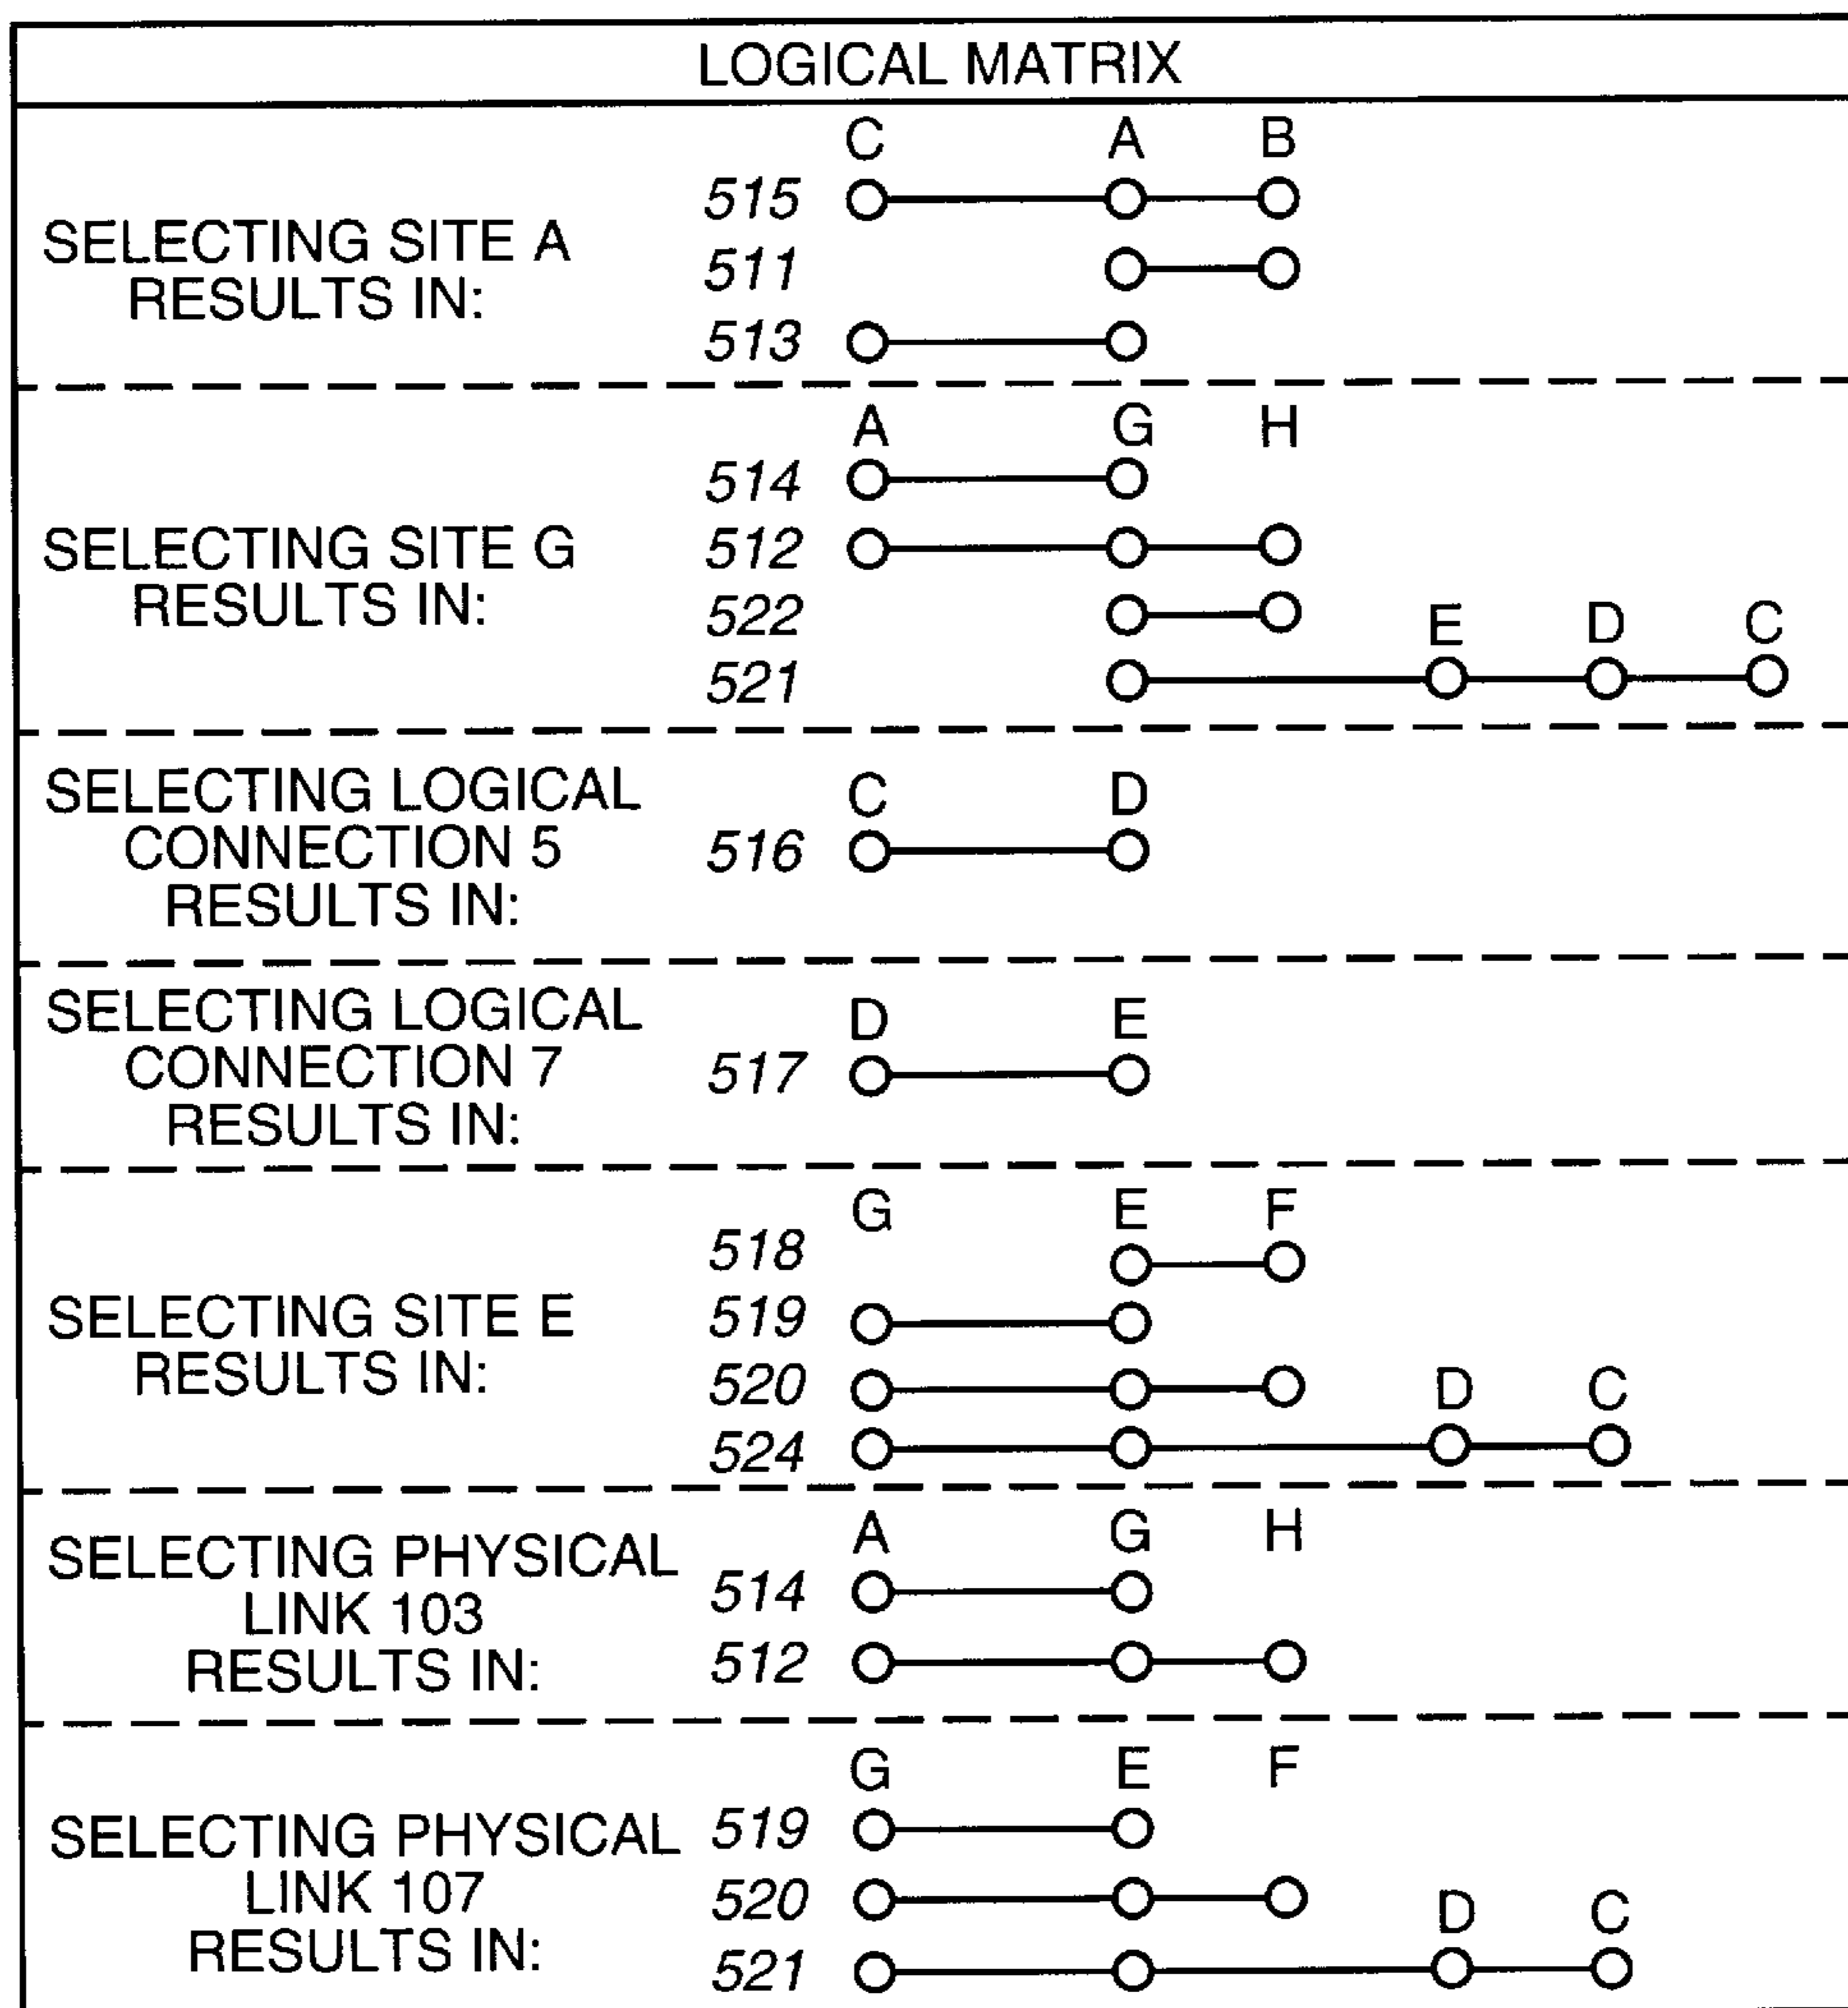 LOGICAL MATRIX
C A B
515
SELECTING SITE A
RESULTS IN:
511
513
A G H
514
SELECTING SITE G
RESULTS IN:
512
522
E D C
521
SELECTING LOGICAL
CONNECTION 5
RESULTS IN:
C D
516
SELECTING LOGICAL
CONNECTION 7
RESULTS IN:
D E
517
G E F
518
SELECTING SITE E
RESULTS IN:
519
520
D C
524
SELECTING PHYSICAL
LINK 103
RESULTS IN:
A G H
514
512
G E F
SELECTING PHYSICAL
LINK 107
RESULTS IN:
519
520
D C
521